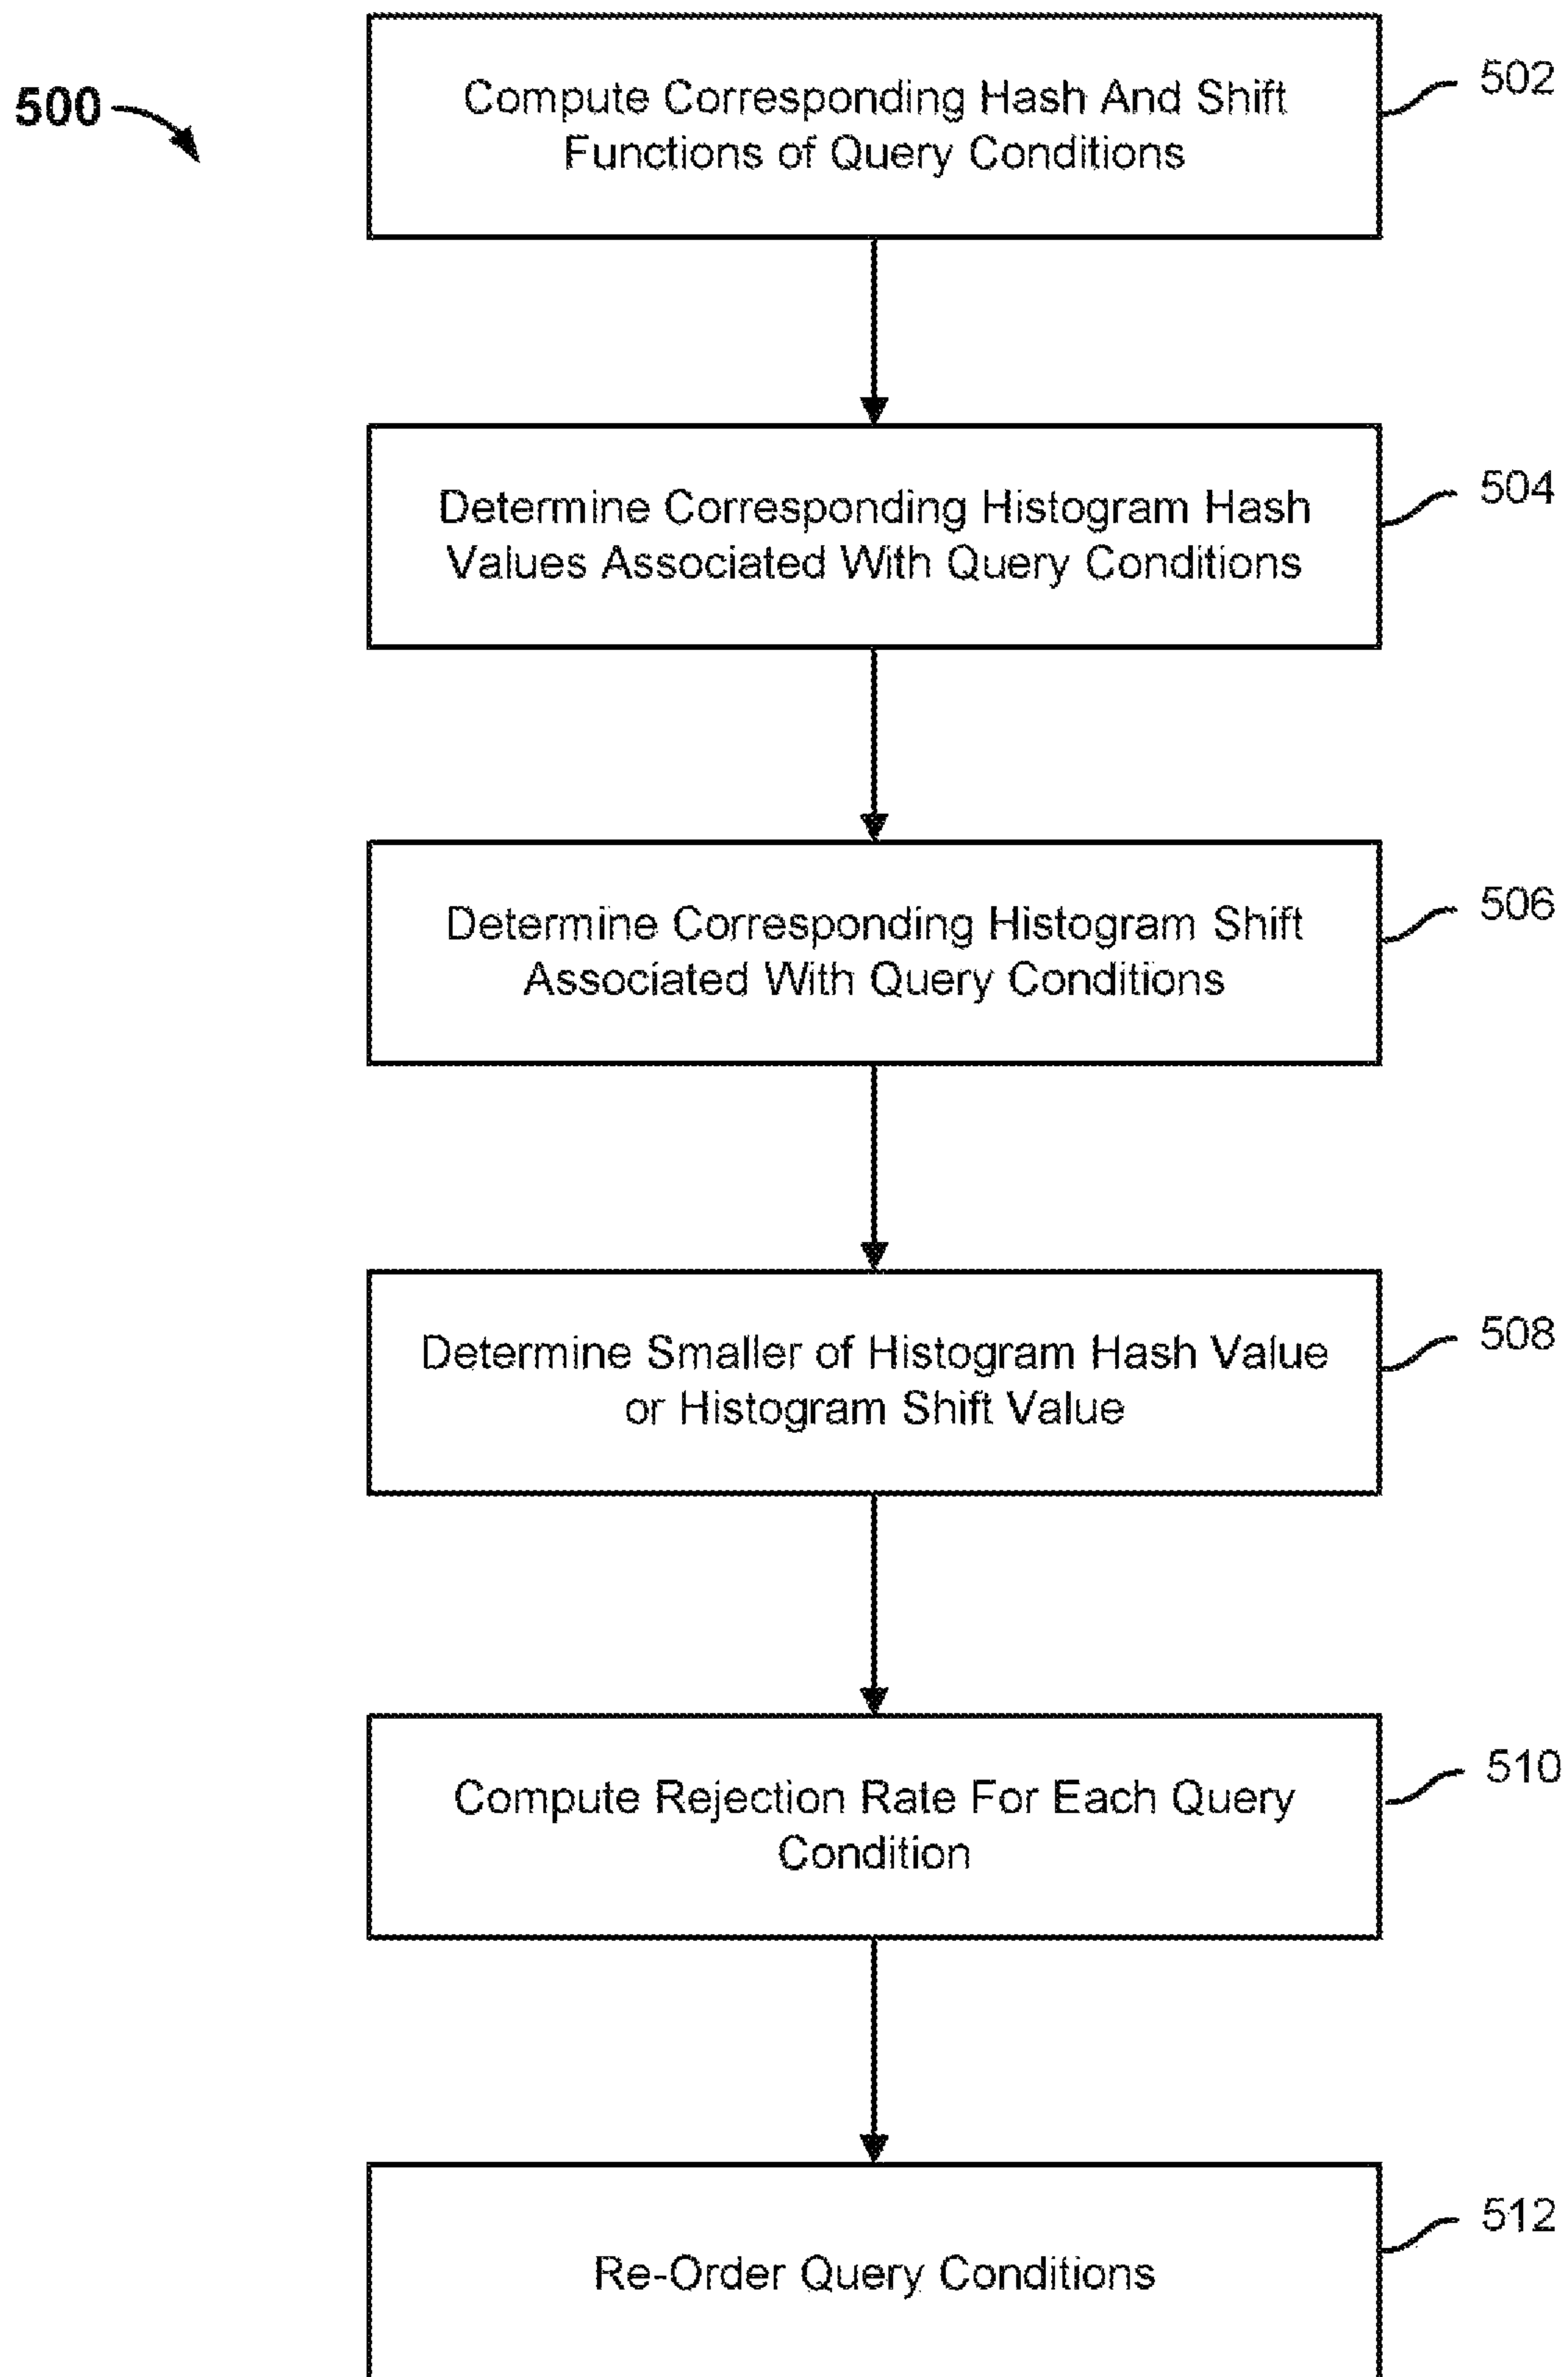 500
Compute Corresponding Hash And Shift
Functions of Query Conditions
502
Determine Corresponding Histogram Hash
Values Associated With Query Conditions
504
Determine Corresponding Histogram Shift
Associated With Query Conditions
506
Determine Smaller of Histogram Hash Value
or Histogram Shift Value
508
Compute Rejection Rate For Each Query
Condition
510
Re-Order Query Conditions
512